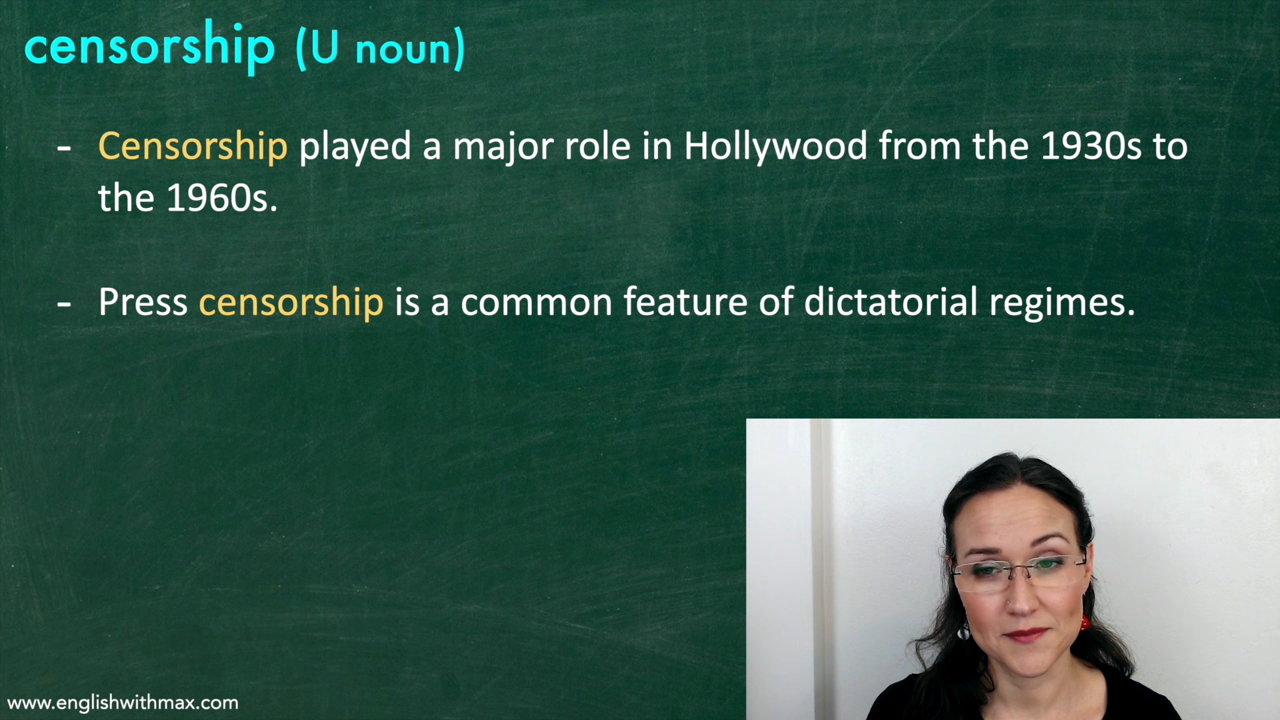 censorship (U noun)
- Censorship played a major role in Hollywood from the 1930s to
the 1960s.
- Press censorship is a common feature of dictatorial regimes.
www.englishwithmax.com